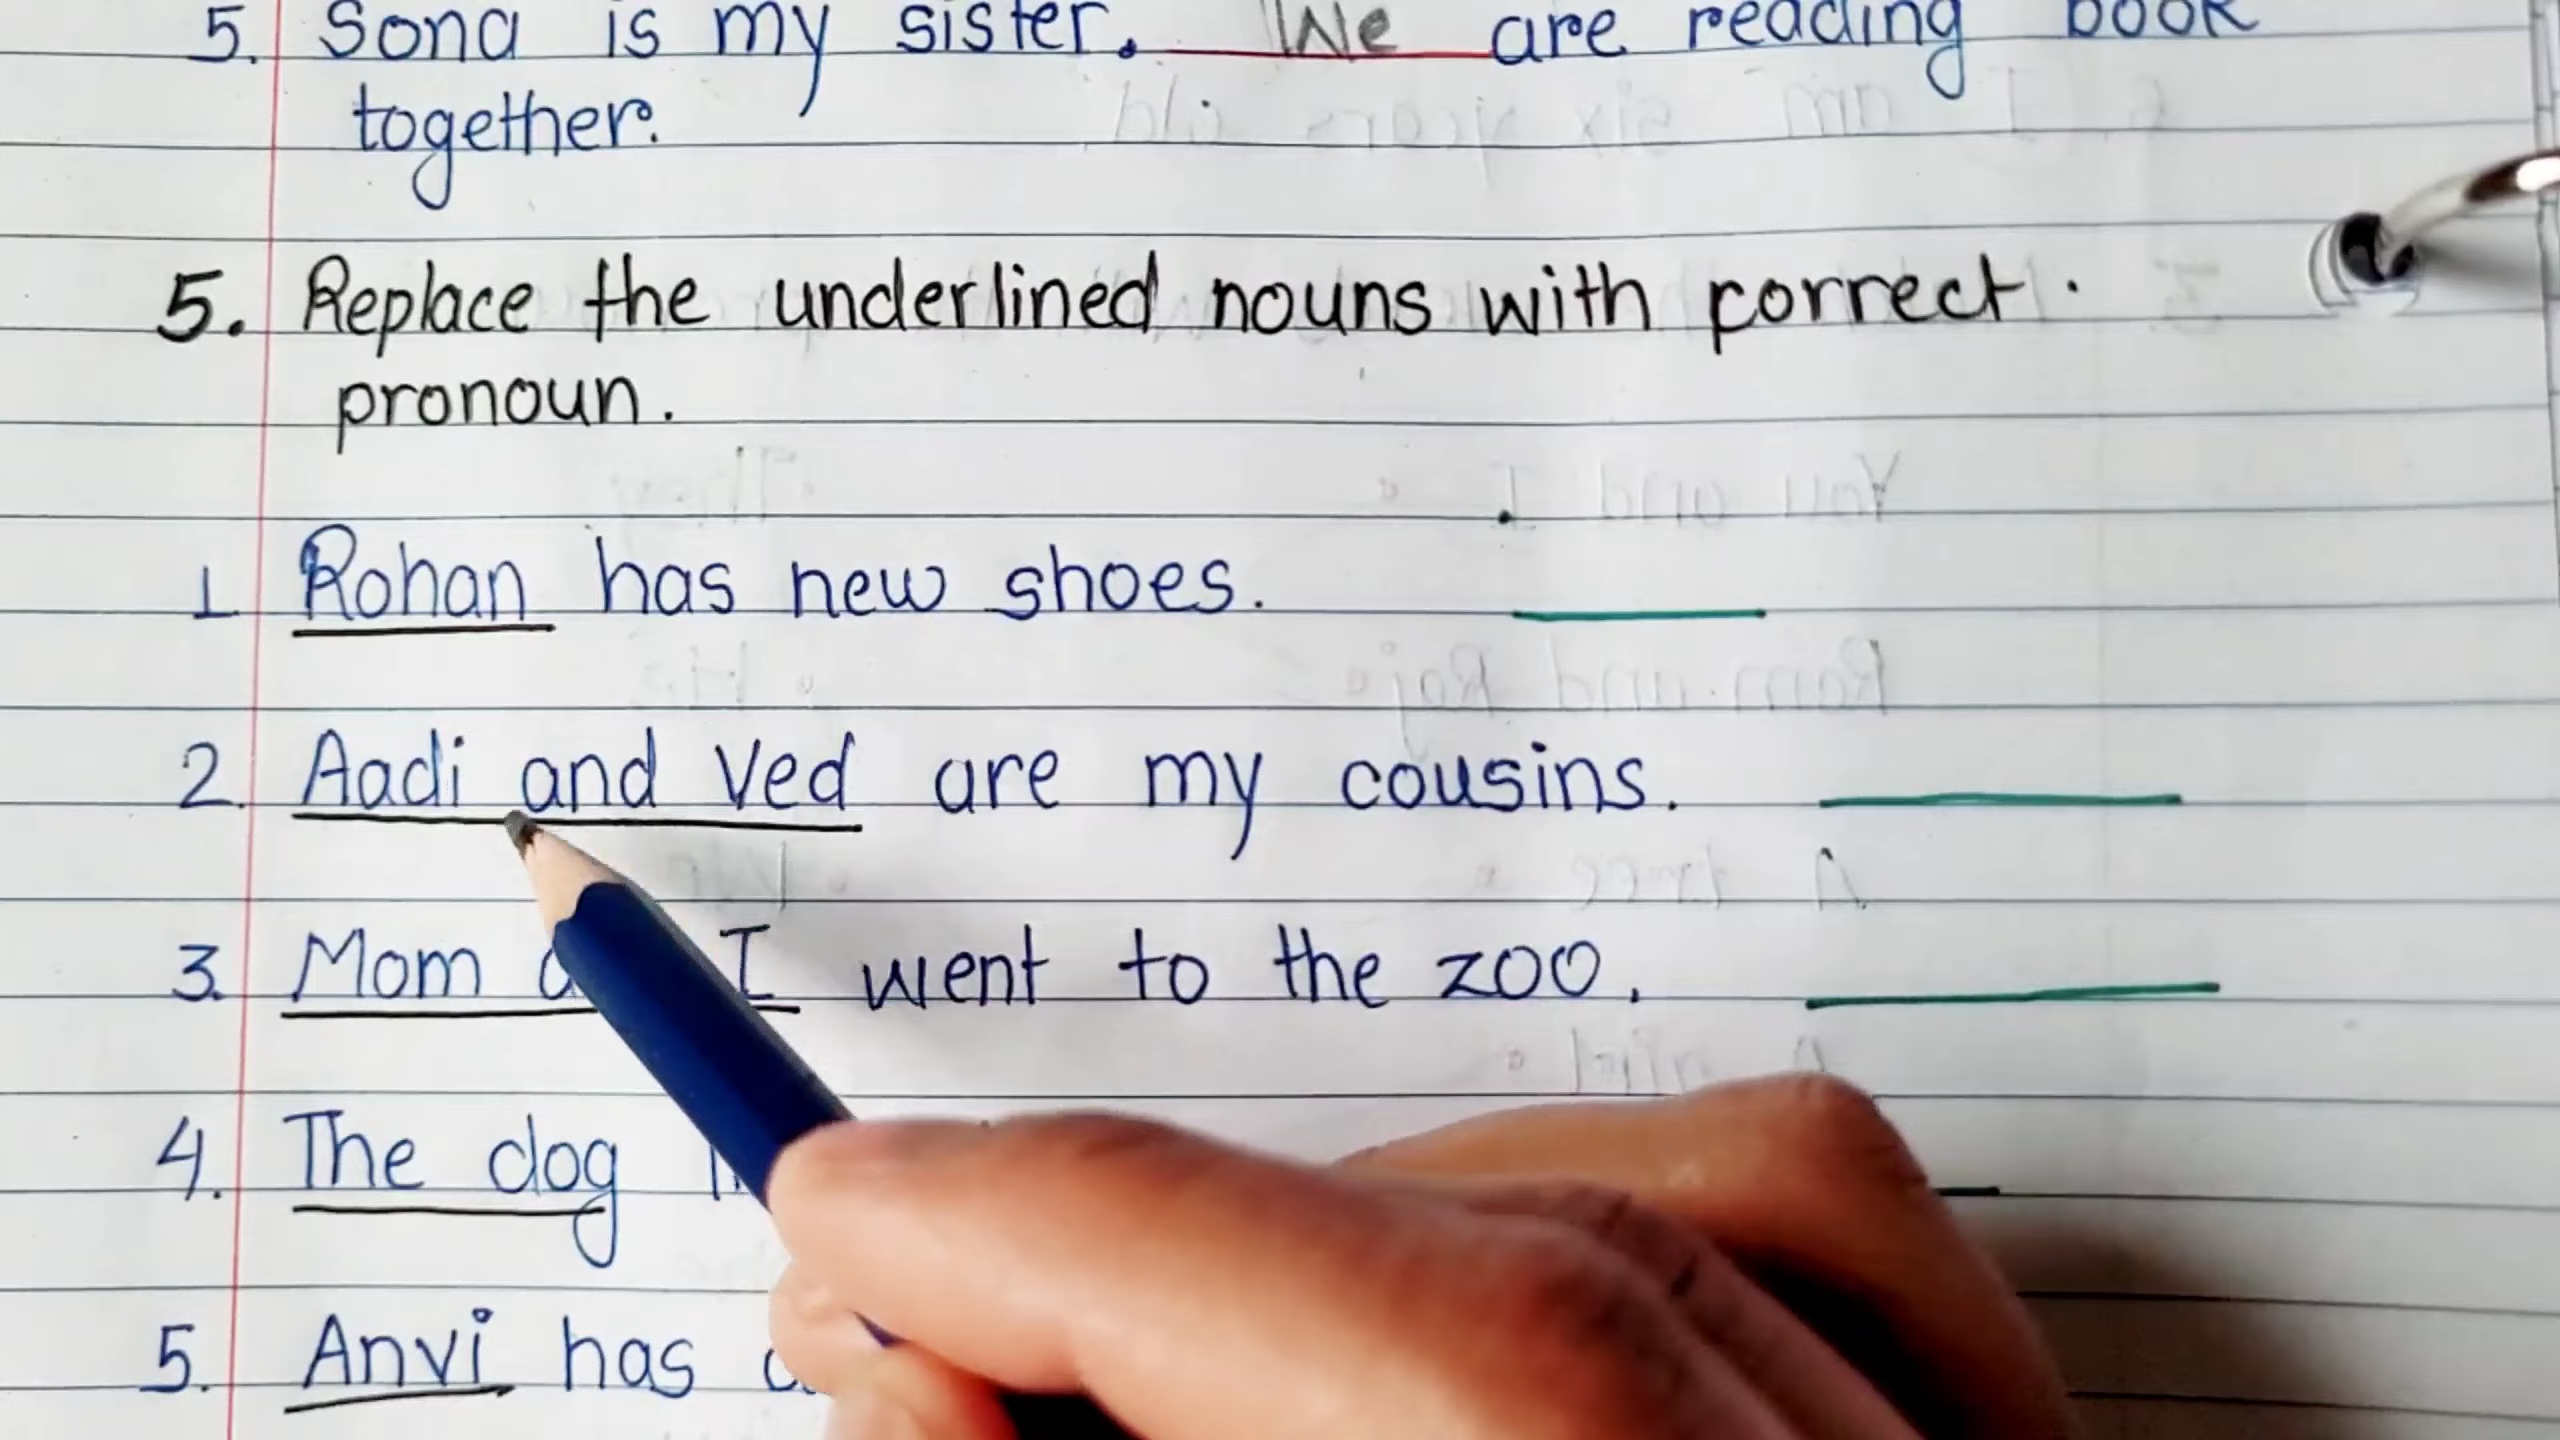 5. Sona is my sister. We are reading book
together.
5. Replace the underlined nouns with correct.
pronoun.
1 Rohan has new shoes.
2. Aadi and Ved are my cousins.
3. Mom I went to the zoo.
4. The dog
5. Anvi has